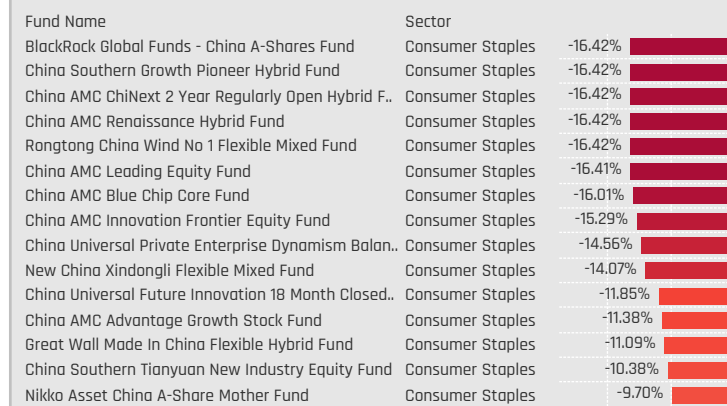 Fund Name Sector
BlackRock Global Funds - China A-Shares Fund Consumer Staples -16.42%
China Southern Growth Pioneer Hybrid Fund Consumer Staples -16.42%
China AMC ChiNext 2 Year Regularly Open Hybrid F.. Consumer Staples -16.42%
China AMC Renaissance Hybrid Fund Consumer Staples -16.42%
Rongtong China Wind No 1 Flexible Mixed Fund Consumer Staples -16.42%
China AMC Leading Equity Fund Consumer Staples -16.41%
China AMC Blue Chip Core Fund Consumer Staples -16.01%
China AMC Innovation Frontier Equity Fund Consumer Staples -15.29%
China Universal Private Enterprise Dynamism Balan.. Consumer Staples -14.56%
New China Xindongli Flexible Mixed Fund Consumer Staples -14.07%
China Universal Future Innovation 18 Month Closed.. Consumer Staples -11.85%
China AMC Advantage Growth Stock Fund Consumer Staples -11.38%
Great Wall Made In China Flexible Hybrid Fund Consumer Staples -11.09%
China Southern Tianyuan New Industry Equity Fund Consumer Staples -10.38%
Nikko Asset China A-Share Mother Fund Consumer Staples -9.70%